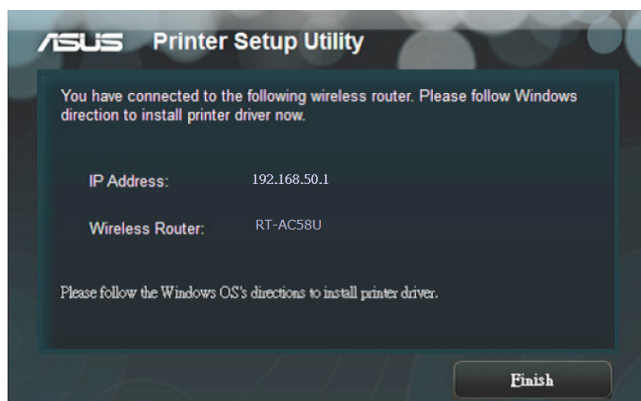 ASUS Printer Setup Utility
You have connected to the following wireless router. Please follow Windows
direction to install printer driver now.
IP Address: 192.168.50.1
Wireless Router: RT-AC58U
Please follow the Windows OS's directions to install printer driver.
Finish